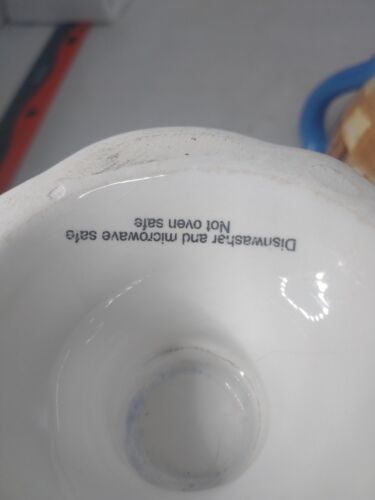 Dishwasher and microwave safe
Not oven safe